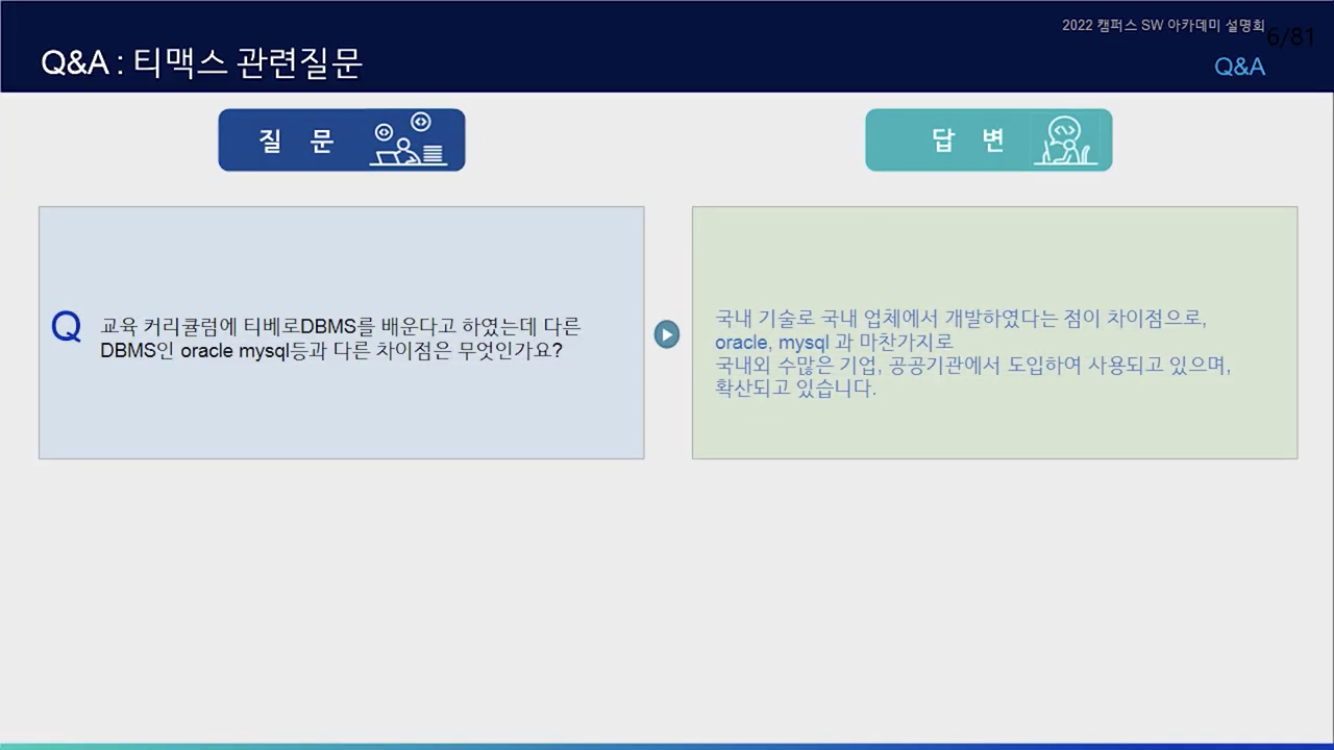 2022 캠퍼스 SW 아카데미 설명회
6/81
Q&A : 티맥스 관련질문
Q&A
질 문
답 변
Q
교육 커리큘럼에 티베로DBMS를 배운다고 하였는데 다른
DBMS인 oracle mysql등과 다른 차이점은 무엇인가요?
국내 기술로 국내 업체에서 개발하였다는 점이 차이점으로,
oracle, mysql 과 마찬가지로
국내외 수많은 기업, 공공기관에서 도입하여 사용되고 있으며,
확산되고 있습니다.